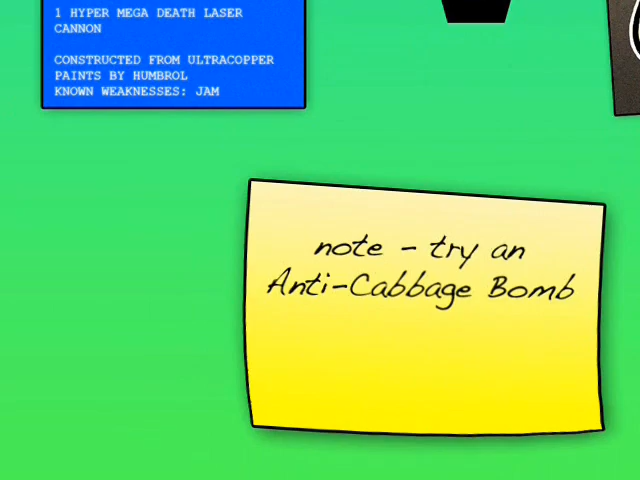 1 HYPER MEGA DEATH LASER
CANNON
CONSTRUCTED FROM ULTRACOPPER
PAINTS BY HUMBROL
KNOWN WEAKNESSES: JAM
note - try an
Anti-Cabbage Bomb